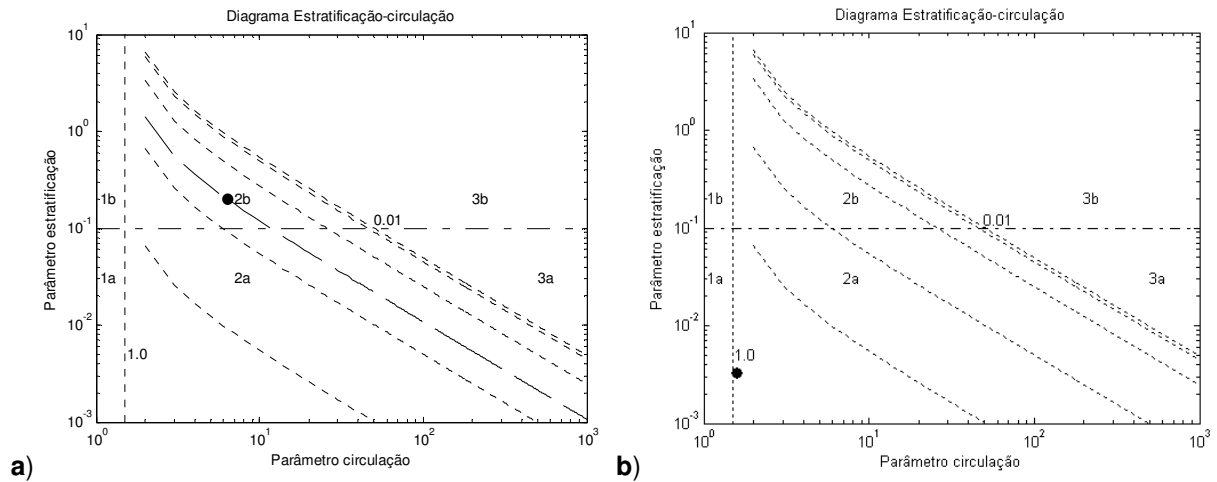 Diagrama Estratificação-circulação
10^1
10^0
10^-1
10^-2
10^-3
Parâmetro estratificação
1b
2b
3b
0.01
1a
2a
3a
1.0
10^0
10^1
10^2
10^3
Parâmetro circulação
a)
Diagrama Estratificação-circulação
10^1
10^0
10^-1
10^-2
10^-3
Parâmetro estratificação
1b
2b
3b
0.01
1a
2a
3a
1.0
10^0
10^1
10^2
10^3
Parâmetro circulação
b)